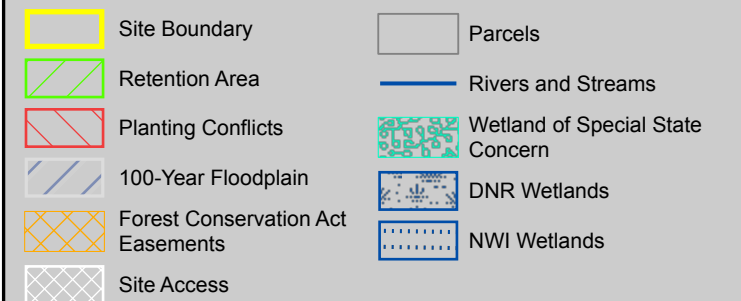 Site Boundary
Retention Area
Planting Conflicts
100-Year Floodplain
Forest Conservation Act
Easements
Site Access
Parcels
Rivers and Streams
Wetland of Special State
Concern
DNR Wetlands
NWI Wetlands